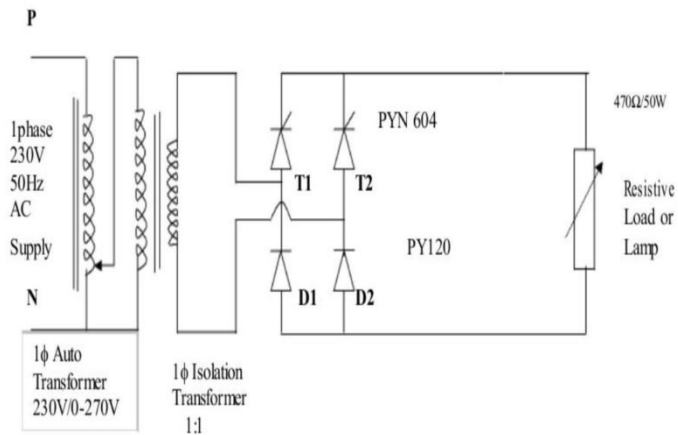 P
1phase
230V
50Hz
AC
Supply
N
1ϕ Auto
Transformer
230V/0-270V
1ϕ Isolation
Transformer
1:1
PYN 604
T1
T2
PY120
D1
D2
470Ω/50W
Resistive
Load or
Lamp